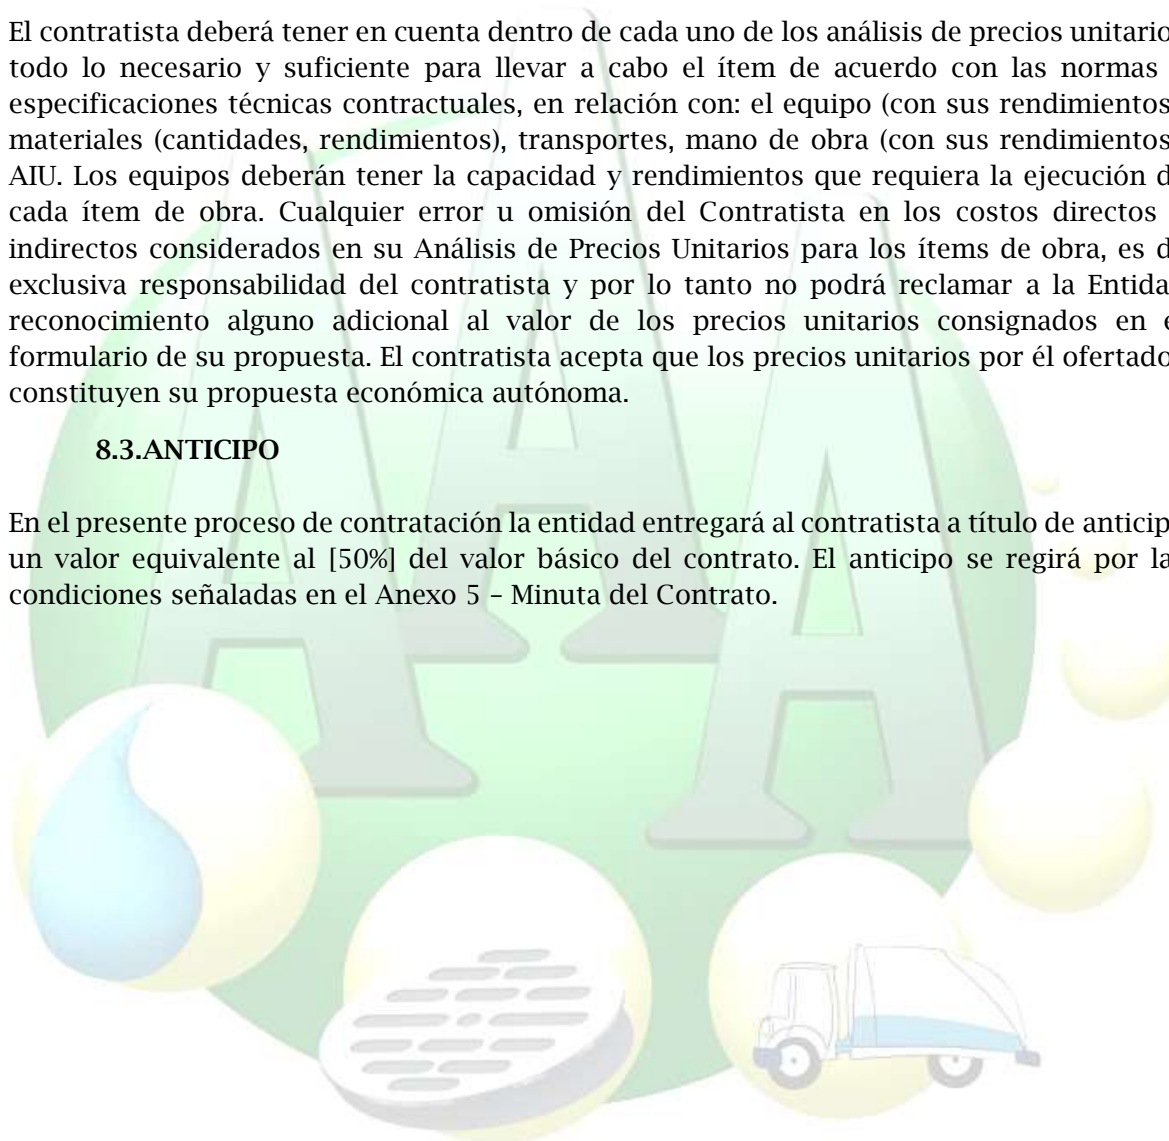 El contratista deberá tener en cuenta dentro de cada uno de los análisis de precios unitario
todo lo necesario y suficiente para llevar a cabo el ítem de acuerdo con las normas
especificaciones técnicas contractuales, en relación con: el equipo (con sus rendimientos
materiales (cantidades, rendimientos), transportes, mano de obra (con sus rendimientos
AIU. Los equipos deberán tener la capacidad y rendimientos que requiera la ejecución d
cada ítem de obra. Cualquier error u omisión del Contratista en los costos directos
indirectos considerados en su Análisis de Precios Unitarios para los ítems de obra, es d
exclusiva responsabilidad del contratista y por lo tanto no podrá reclamar a la Entida
reconocimiento alguno adicional al valor de los precios unitarios consignados en e
formulario de su propuesta. El contratista acepta que los precios unitarios por él ofertado
constituyen su propuesta económica autónoma.
8.3.ANTICIPO
En el presente proceso de contratación la entidad entregará al contratista a título de anticip
un valor equivalente al [50%] del valor básico del contrato. El anticipo se regirá por la
condiciones señaladas en el Anexo 5 – Minuta del Contrato.
AAA